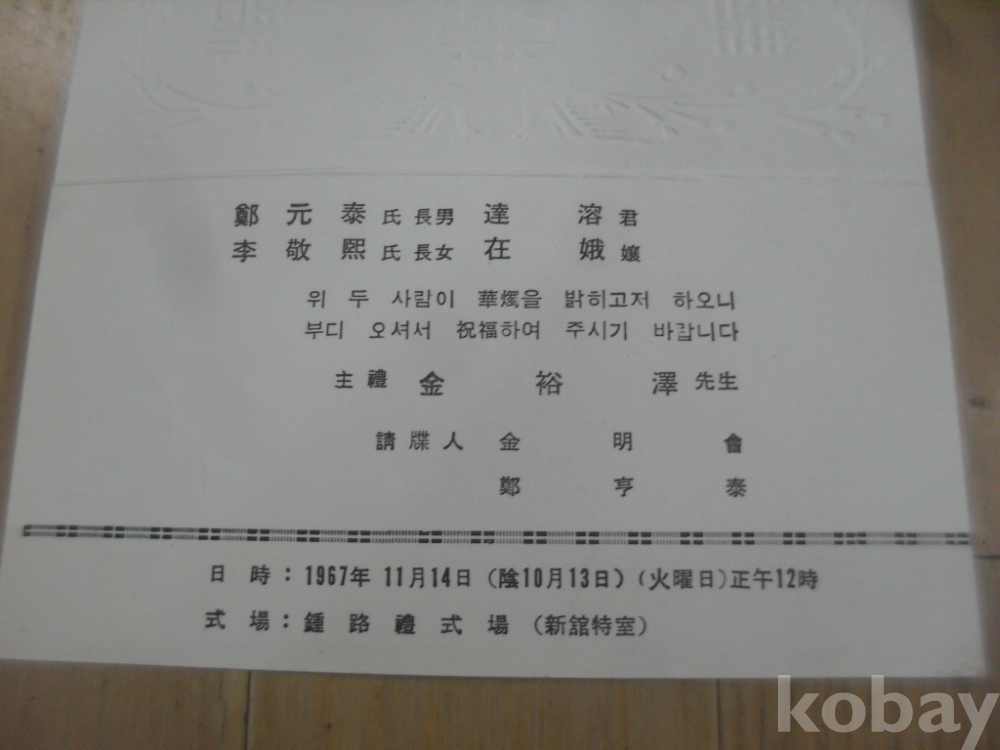 鄭元泰氏 長男 達溶君
李敬熙氏 長女 在娥孃
위 두 사람이 華燭을 밝히고저 하오니
부디 오셔서 祝福하여 주시기 바랍니다
主禮 金裕澤 先生
請牒人 金明會
鄭亨泰
日時: 1967年 11月14日 (陰10月13日) (火曜日) 正午12時
式場: 鍾路禮式場 (新舘特室)
kobay